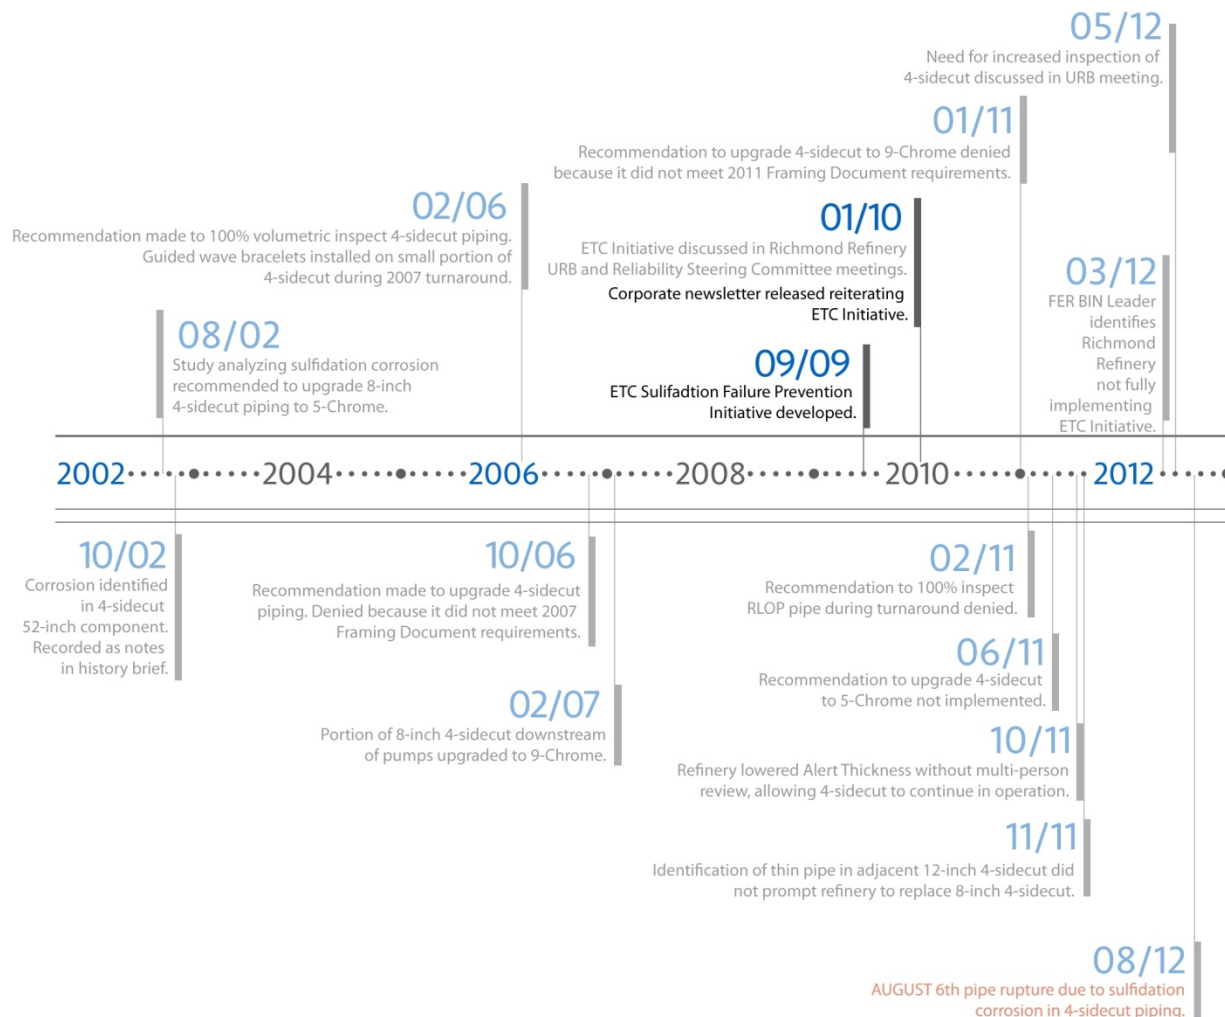 05/12
Need for increased inspection of
4-sidecut discussed in URB meeting.
01/11
Recommendation to upgrade 4-sidecut to 9-Chrome denied
because it did not meet 2011 Framing Document requirements.
02/06
Recommendation made to 100% volumetric inspect 4-sidecut piping.
Guided wave bracelets installed on small portion of
4-sidecut during 2007 turnaround.
01/10
ETC Initiative discussed in Richmond Refinery
URB and Reliability Steering Committee meetings.
Corporate newsletter released reiterating
ETC Initiative.
03/12
FER BIN Leader
identifies
Richmond
Refinery
not fully
implementing
ETC Initiative.
08/02
Study analyzing sulfidation corrosion
recommended to upgrade 8-inch
4-sidecut piping to 5-Chrome.
09/09
ETC Sulifadtion Failure Prevention
Initiative developed.
2002 2004 2006 2008 2010 2012
10/02
Corrosion identified
in 4-sidecut
52-inch component.
Recorded as notes
in history brief.
10/06
Recommendation made to upgrade 4-sidecut
piping. Denied because it did not meet 2007
Framing Document requirements.
02/11
Recommendation to 100% inspect
RLOP pipe during turnaround denied.
06/11
Recommendation to upgrade 4-sidecut
to 5-Chrome not implemented.
02/07
Portion of 8-inch 4-sidecut downstream
of pumps upgraded to 9-Chrome.
10/11
Refinery lowered Alert Thickness without multi-person
review, allowing 4-sidecut to continue in operation.
11/11
Identification of thin pipe in adjacent 12-inch 4-sidecut did
not prompt refinery to replace 8-inch 4-sidecut.
08/12
AUGUST 6th pipe rupture due to sulfidation
corrosion in 4-sidecut piping.